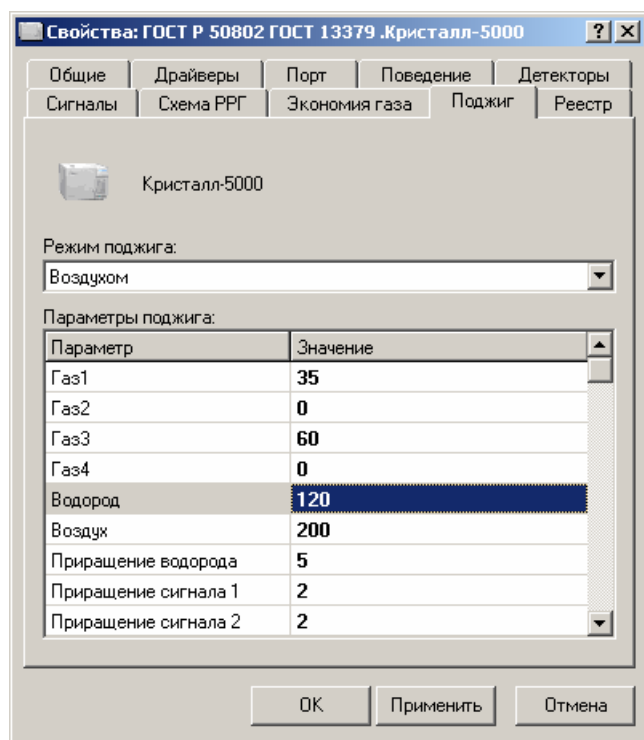 Свойства: ГОСТ Р 50802 ГОСТ 13379 .Кристалл-5000
Общие Драйверы Порт Поведение Детекторы
Сигналы Схема РРГ Экономия газа Поджиг Реестр
Кристалл-5000
Режим поджига:
Воздухом
Параметры поджига:
Параметр Значение
Газ1 35
Газ2 0
Газ3 60
Газ4 0
Водород 120
Воздух 200
Приращение водорода 5
Приращение сигнала 1 2
Приращение сигнала 2 2
OK Применить Отмена